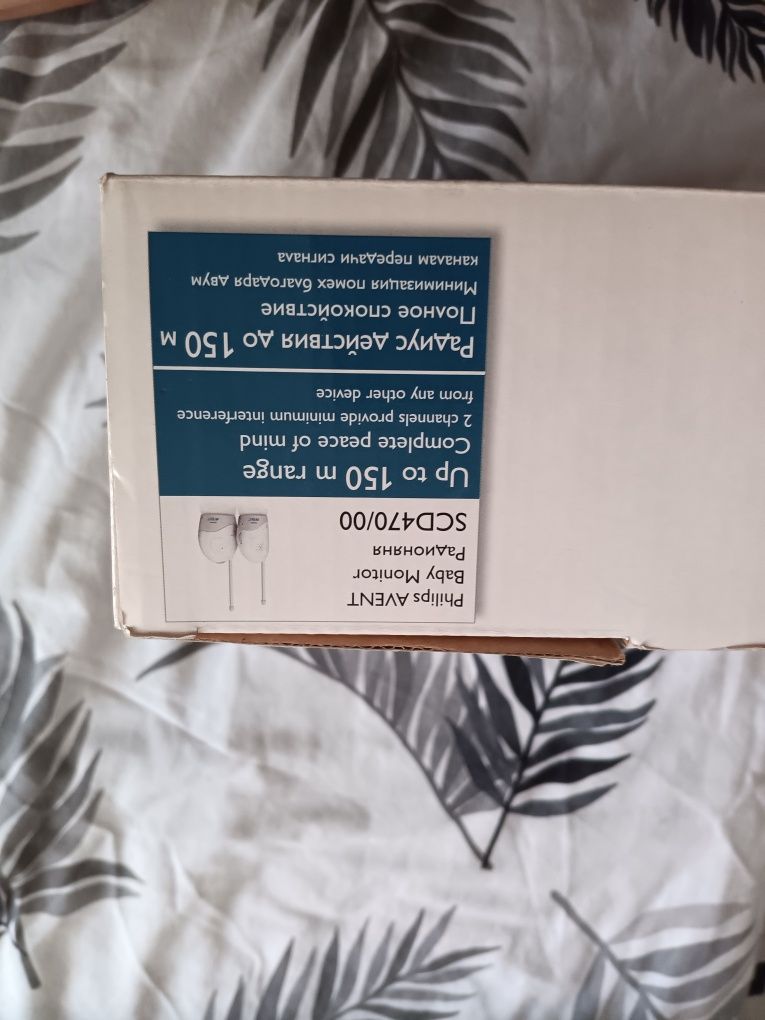 Philips AVENT
Baby Monitor
Радионяня
SCD470/00
Up to 150 m range
Complete peace of mind
2 channels provide minimum interference
from any other device
Радиус действия до 150 м
Полное спокойствие
Минимизация помех благодаря двум
каналам передачи сигнала